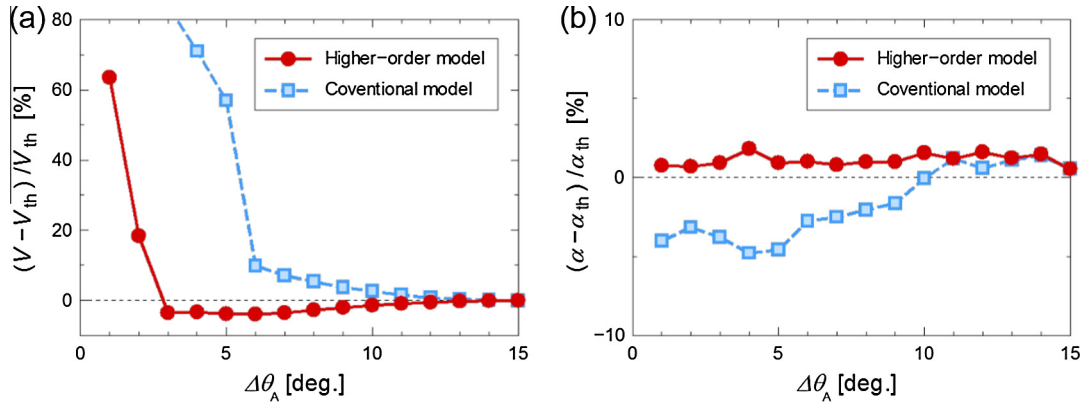 (a)
80
60
40
20
0
(V−V_th)/V_th [%]
Higher−order model
Coventional model
0
5
10
15
Δθ_A [deg.]
(b)
10
0
−10
(α−α_th)/α_th [%]
Higher−order model
Coventional model
0
5
10
15
Δθ_A [deg.]